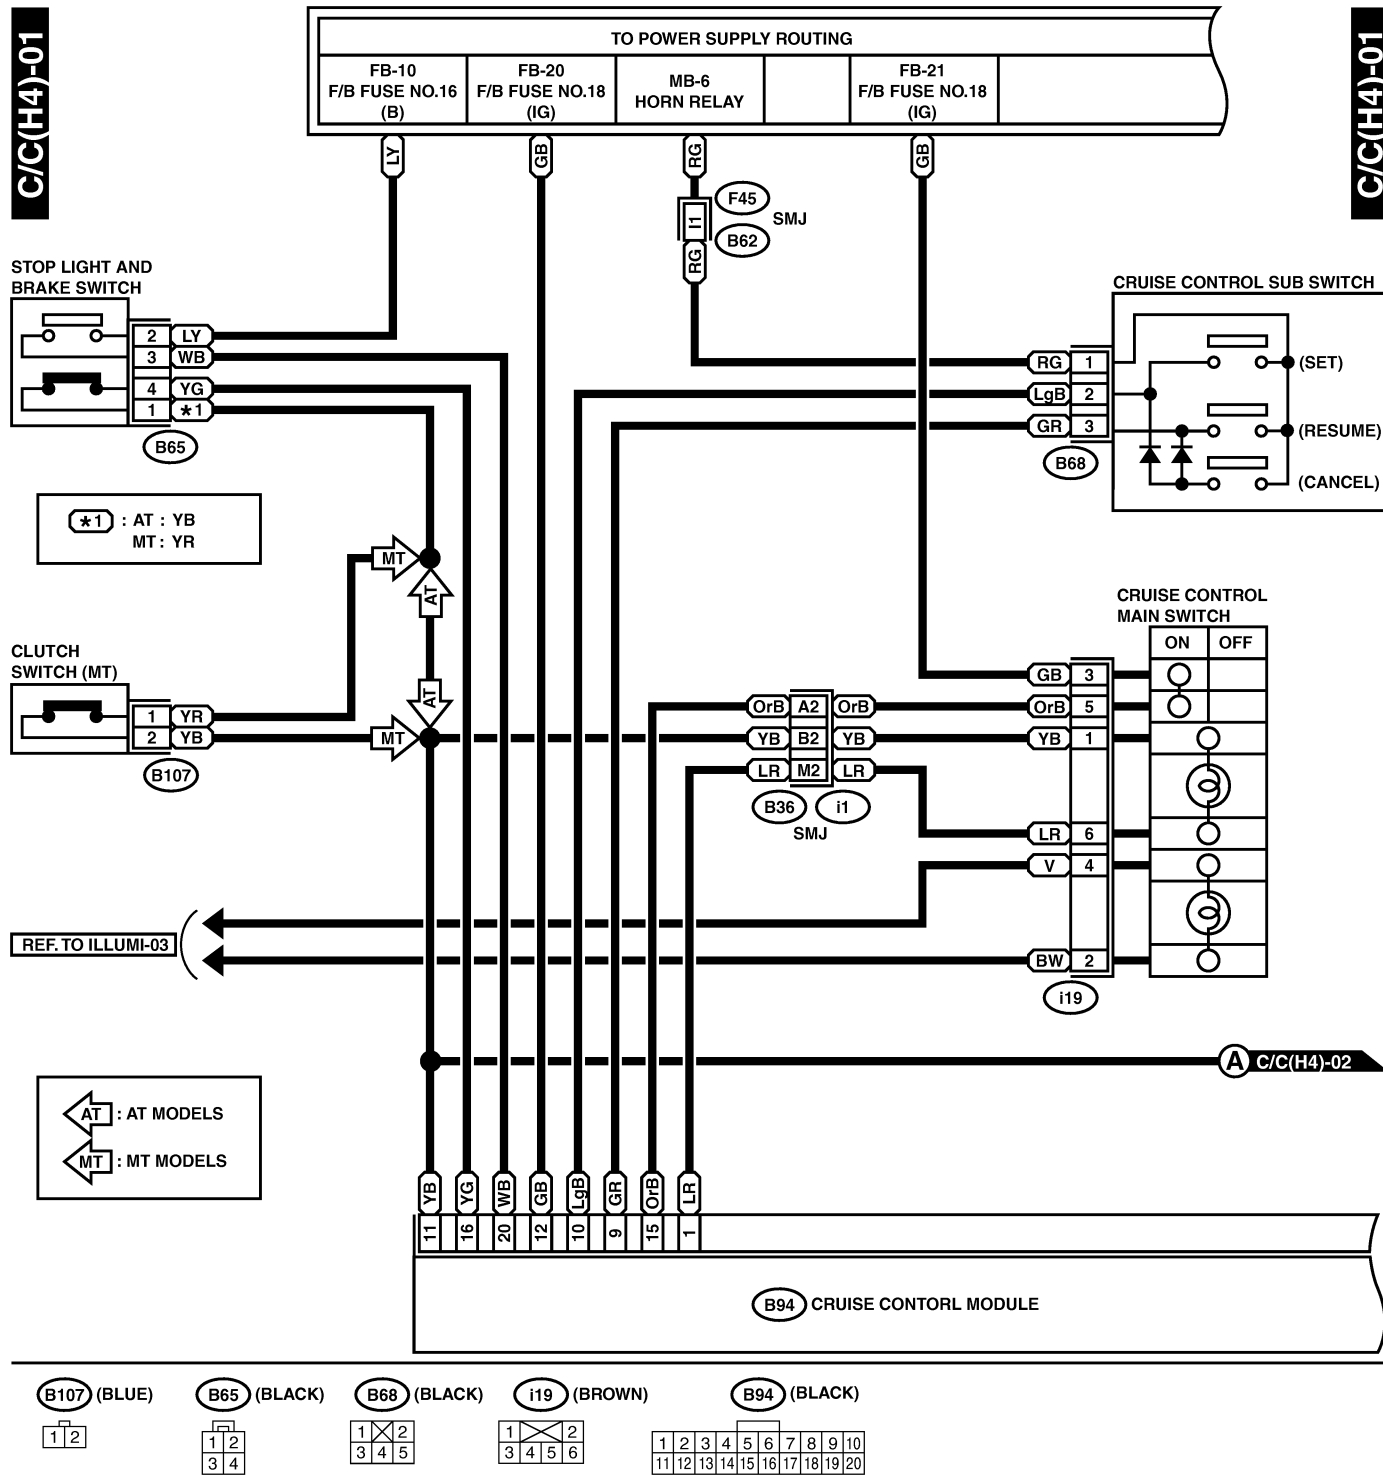 C/C(H4)-01
C/C(H4)-01
TO POWER SUPPLY ROUTING
FB-10
F/B FUSE NO.16
(B)
FB-20
F/B FUSE NO.18
(IG)
MB-6
HORN RELAY
FB-21
F/B FUSE NO.18
(IG)
LY
GB
RG
GB
I1
F45
B62
SMJ
RG
STOP LIGHT AND
BRAKE SWITCH
2 LY
3 WB
4 YG
1 *1
B65
*1 : AT : YB
MT : YR
CRUISE CONTROL SUB SWITCH
RG 1
LgB 2
GR 3
B68
(SET)
(RESUME)
(CANCEL)
MT
AT
CLUTCH
SWITCH (MT)
1 YR
2 YB
B107
AT
MT
CRUISE CONTROL
MAIN SWITCH
ON OFF
OrB A2 OrB
YB B2 YB
LR M2 LR
B36 i1
SMJ
GB 3
OrB 5
YB 1
LR 6
V 4
BW 2
i19
REF. TO ILLUMI-03
A C/C(H4)-02
AT : AT MODELS
MT : MT MODELS
YB YG WB GB LgB GR OrB LR
11 16 20 12 10 9 15 1
B94 CRUISE CONTORL MODULE
B107 (BLUE)
1 2
B65 (BLACK)
1 2
3 4
B68 (BLACK)
1 2
3 4 5
i19 (BROWN)
1 2
3 4 5 6
B94 (BLACK)
1 2 3 4 5 6 7 8 9 10
11 12 13 14 15 16 17 18 19 20